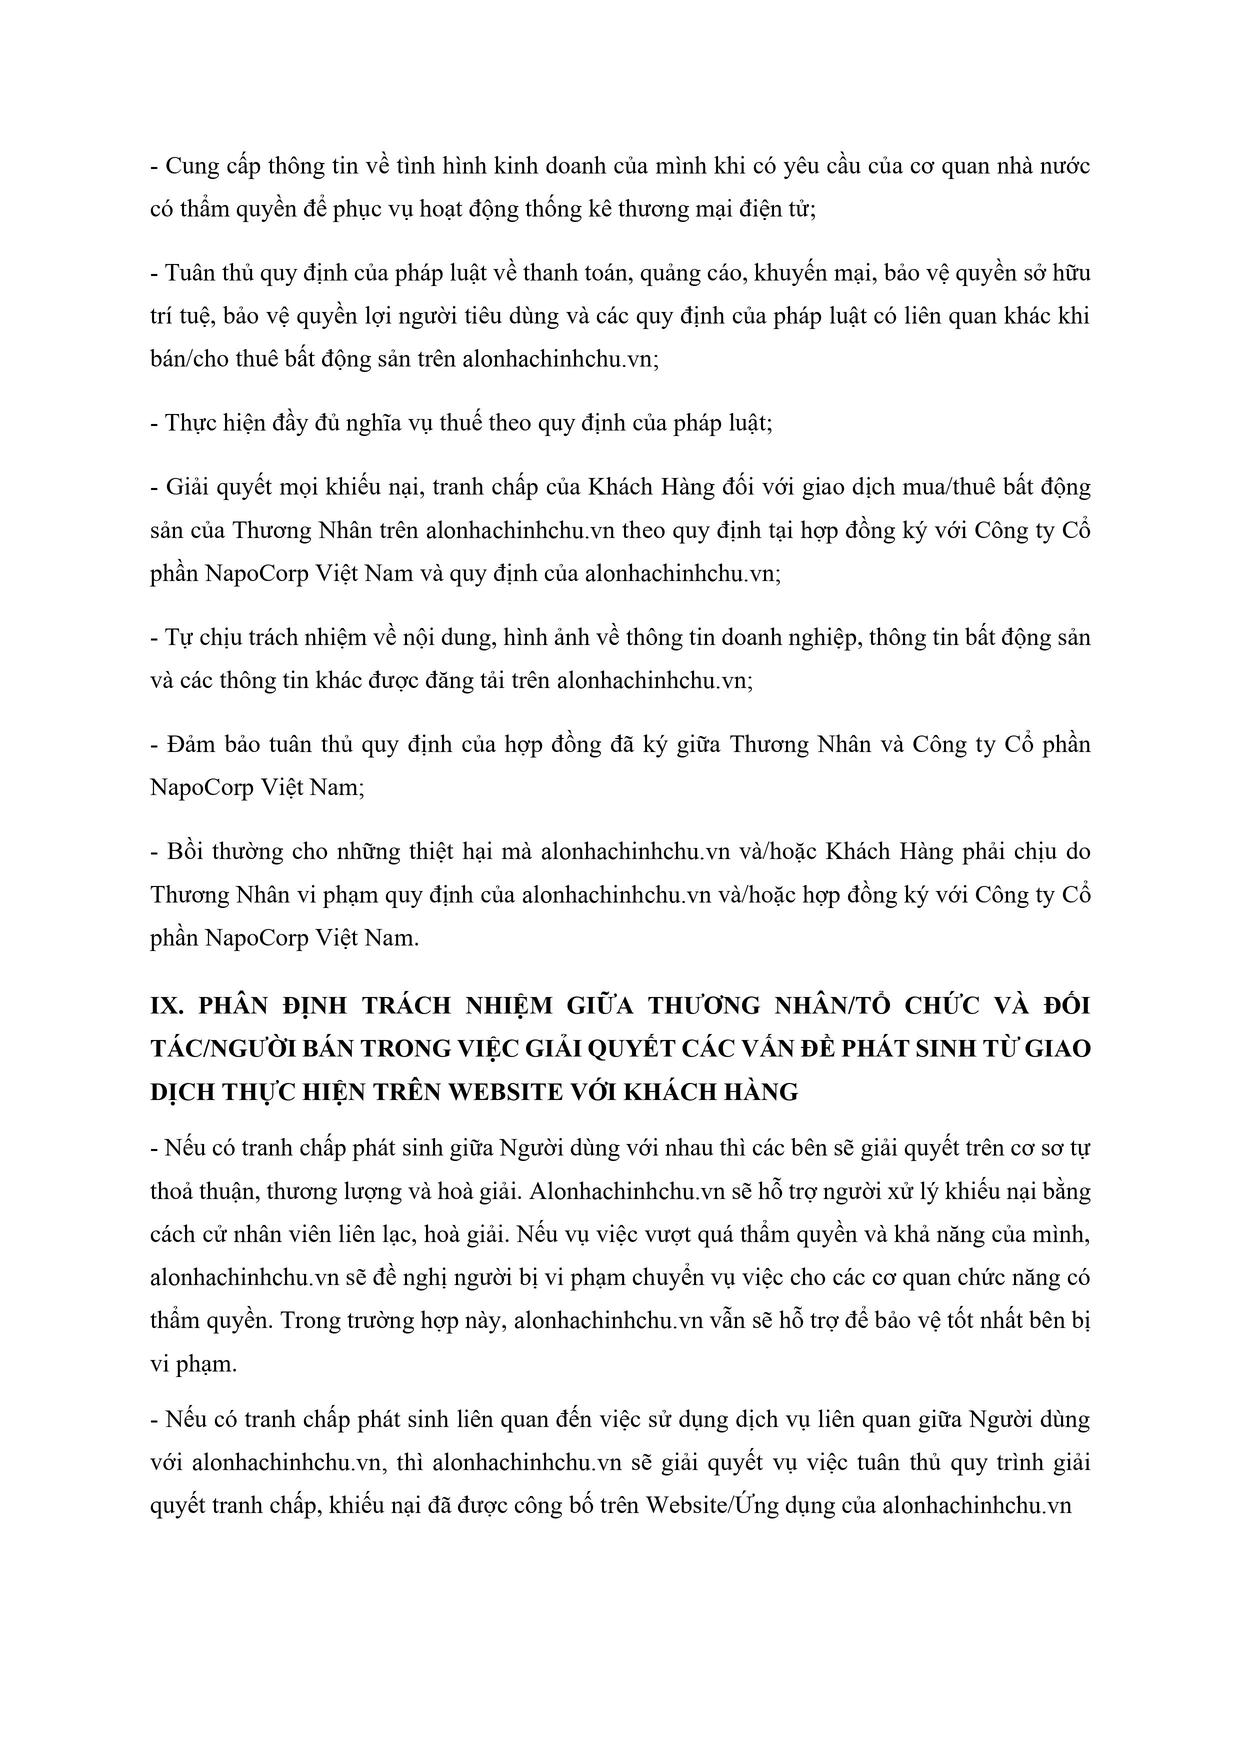 - Cung cấp thông tin về tình hình kinh doanh của mình khi có yêu cầu của cơ quan nhà nước
có thẩm quyền để phục vụ hoạt động thống kê thương mại điện tử;
- Tuân thủ quy định của pháp luật về thanh toán, quảng cáo, khuyến mại, bảo vệ quyền sở hữu
trí tuệ, bảo vệ quyền lợi người tiêu dùng và các quy định của pháp luật có liên quan khác khi
bán/cho thuê bất động sản trên alonhachinhchu.vn;
- Thực hiện đầy đủ nghĩa vụ thuế theo quy định của pháp luật;
- Giải quyết mọi khiếu nại, tranh chấp của Khách Hàng đối với giao dịch mua/thuê bất động
sản của Thương Nhân trên alonhachinhchu.vn theo quy định tại hợp đồng ký với Công ty Cổ
phần NapoCorp Việt Nam và quy định của alonhachinhchu.vn;
- Tự chịu trách nhiệm về nội dung, hình ảnh về thông tin doanh nghiệp, thông tin bất động sản
và các thông tin khác được đăng tải trên alonhachinhchu.vn;
- Đảm bảo tuân thủ quy định của hợp đồng đã ký giữa Thương Nhân và Công ty Cổ phần
NapoCorp Việt Nam;
- Bồi thường cho những thiệt hại mà alonhachinhchu.vn và/hoặc Khách Hàng phải chịu do
Thương Nhân vi phạm quy định của alonhachinhchu.vn và/hoặc hợp đồng ký với Công ty Cổ
phần NapoCorp Việt Nam.
IX. PHÂN ĐỊNH TRÁCH NHIỆM GIỮA THƯƠNG NHÂN/TỔ CHỨC VÀ ĐỐI
TÁC/NGƯỜI BÁN TRONG VIỆC GIẢI QUYẾT CÁC VẤN ĐỀ PHÁT SINH TỪ GIAO
DỊCH THỰC HIỆN TRÊN WEBSITE VỚI KHÁCH HÀNG
- Nếu có tranh chấp phát sinh giữa Người dùng với nhau thì các bên sẽ giải quyết trên cơ sơ tự
thoả thuận, thương lượng và hoà giải. Alonhachinhchu.vn sẽ hỗ trợ người xử lý khiếu nại bằng
cách cử nhân viên liên lạc, hoà giải. Nếu vụ việc vượt quá thẩm quyền và khả năng của mình,
alonhachinhchu.vn sẽ đề nghị người bị vi phạm chuyển vụ việc cho các cơ quan chức năng có
thẩm quyền. Trong trường hợp này, alonhachinhchu.vn vẫn sẽ hỗ trợ để bảo vệ tốt nhất bên bị
vi phạm.
- Nếu có tranh chấp phát sinh liên quan đến việc sử dụng dịch vụ liên quan giữa Người dùng
với alonhachinhchu.vn, thì alonhachinhchu.vn sẽ giải quyết vụ việc tuân thủ quy trình giải
quyết tranh chấp, khiếu nại đã được công bố trên Website/Ứng dụng của alonhachinhchu.vn